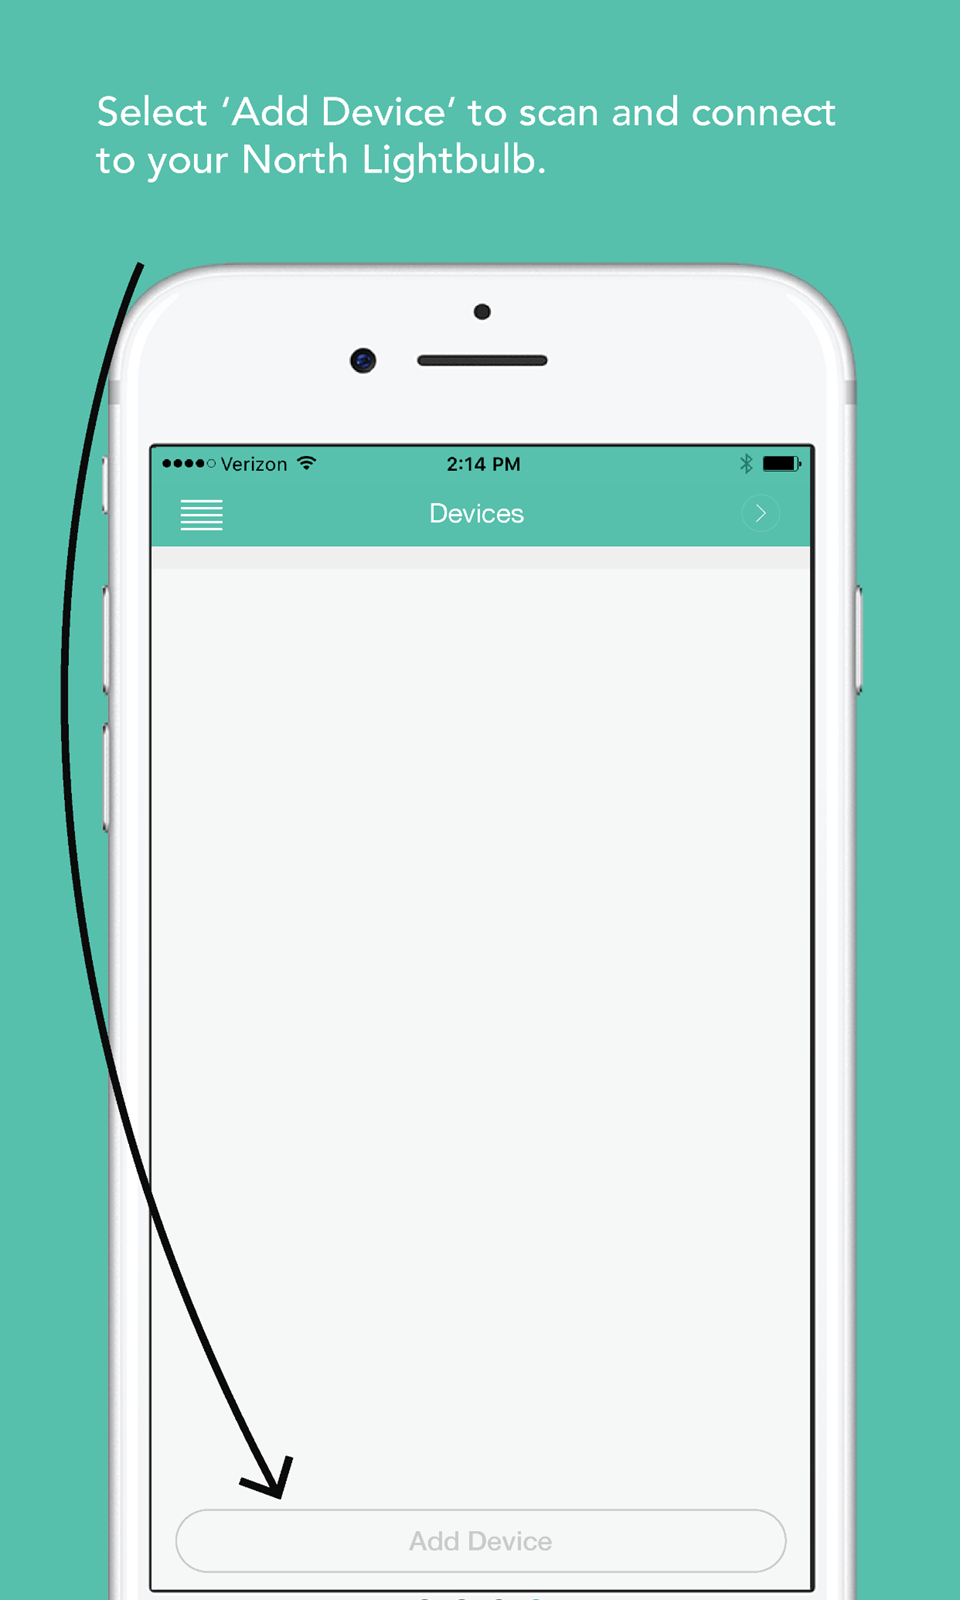 Select ‘Add Device’ to scan and connect
to your North Lightbulb.
Verizon 2:14 PM
Devices
Add Device